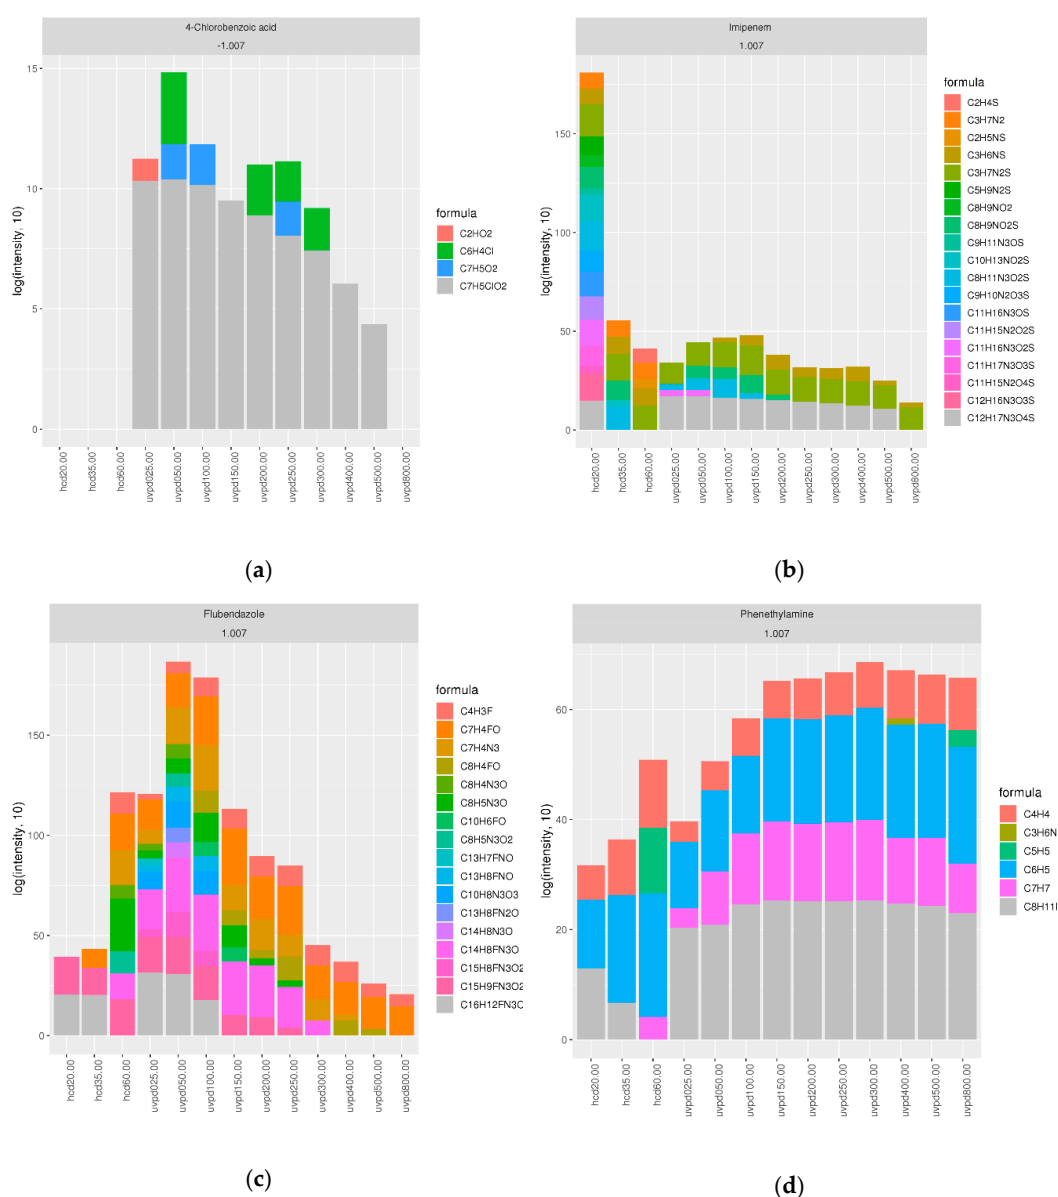 4-Chlorobenzoic acid
-1.007
15
10
5
0
log(intensity, 10)
hcd20.00
hcd35.00
hcd60.00
uvpd025.00
uvpd050.00
uvpd100.00
uvpd150.00
uvpd200.00
uvpd250.00
uvpd300.00
uvpd400.00
uvpd500.00
uvpd800.00
formula
C2HO2
C6H4Cl
C7H5O2
C7H5ClO2
(a)
Imipenem
1.007
150
100
50
0
log(intensity, 10)
hcd20.00
hcd35.00
hcd60.00
uvpd025.00
uvpd050.00
uvpd100.00
uvpd150.00
uvpd200.00
uvpd250.00
uvpd300.00
uvpd400.00
uvpd500.00
uvpd800.00
formula
C2H4S
C3H7N2
C2H5NS
C3H6NS
C3H7N2S
C5H9N2S
C8H9NO2
C8H9NO2S
C9H11N3OS
C10H13NO2S
C8H11N3O2S
C9H10N2O3S
C11H16N3OS
C11H15N2O2S
C11H16N3O2S
C11H17N3O3S
C11H15N2O4S
C12H16N3O3S
C12H17N3O4S
(b)
Flubendazole
1.007
150
100
50
0
log(intensity, 10)
hcd20.00
hcd35.00
hcd60.00
uvpd025.00
uvpd050.00
uvpd100.00
uvpd150.00
uvpd200.00
uvpd250.00
uvpd300.00
uvpd400.00
uvpd500.00
uvpd800.00
formula
C4H3F
C7H4FO
C7H4N3
C8H4FO
C8H4N3O
C8H5N3O
C10H6FO
C8H5N3O2
C13H7FNO
C13H8FNO
C10H8N3O3
C13H8FN2O
C14H8N3O
C14H8FN3O
C15H8FN3O2
C15H9FN3O2
C16H12FN3O
(c)
Phenethylamine
1.007
60
40
20
0
log(intensity, 10)
hcd20.00
hcd35.00
hcd60.00
uvpd025.00
uvpd050.00
uvpd100.00
uvpd150.00
uvpd200.00
uvpd250.00
uvpd300.00
uvpd400.00
uvpd500.00
uvpd800.00
formula
C4H4
C3H6N
C5H5
C6H5
C7H7
(d)